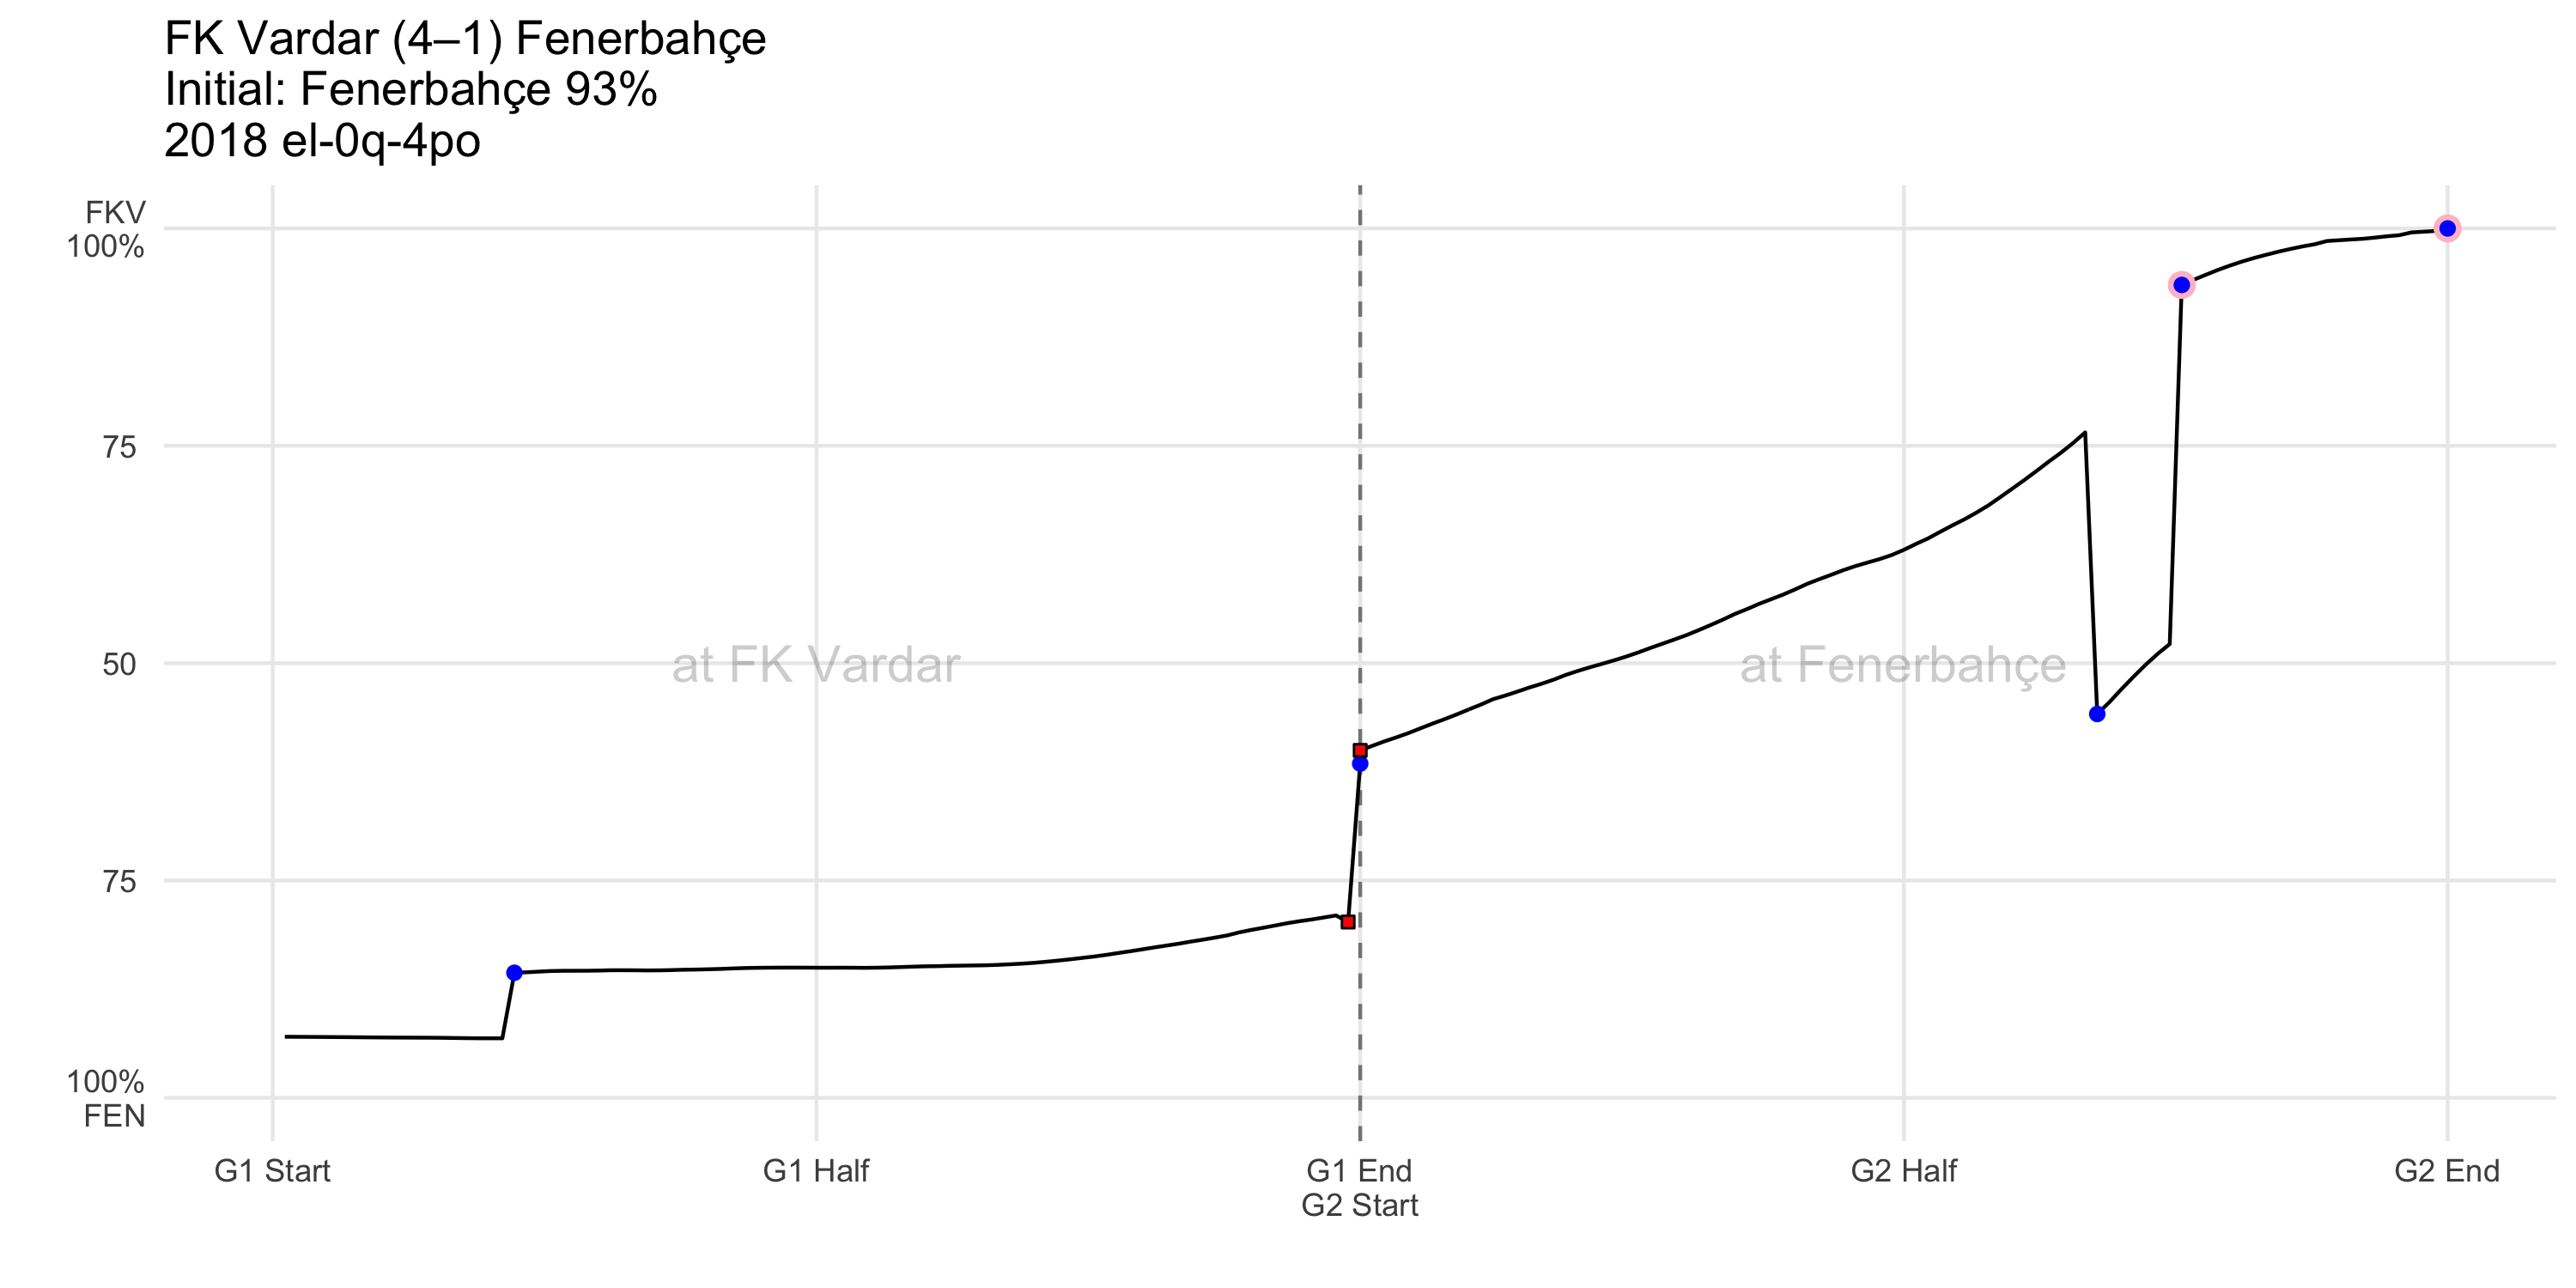 FK Vardar (4–1) Fenerbahçe
Initial: Fenerbahçe 93%
2018 el-0q-4po
FKV
100%
75
50
75
100%
FEN
at FK Vardar
at Fenerbahçe
G1 Start
G1 Half
G1 End
G2 Start
G2 Half
G2 End